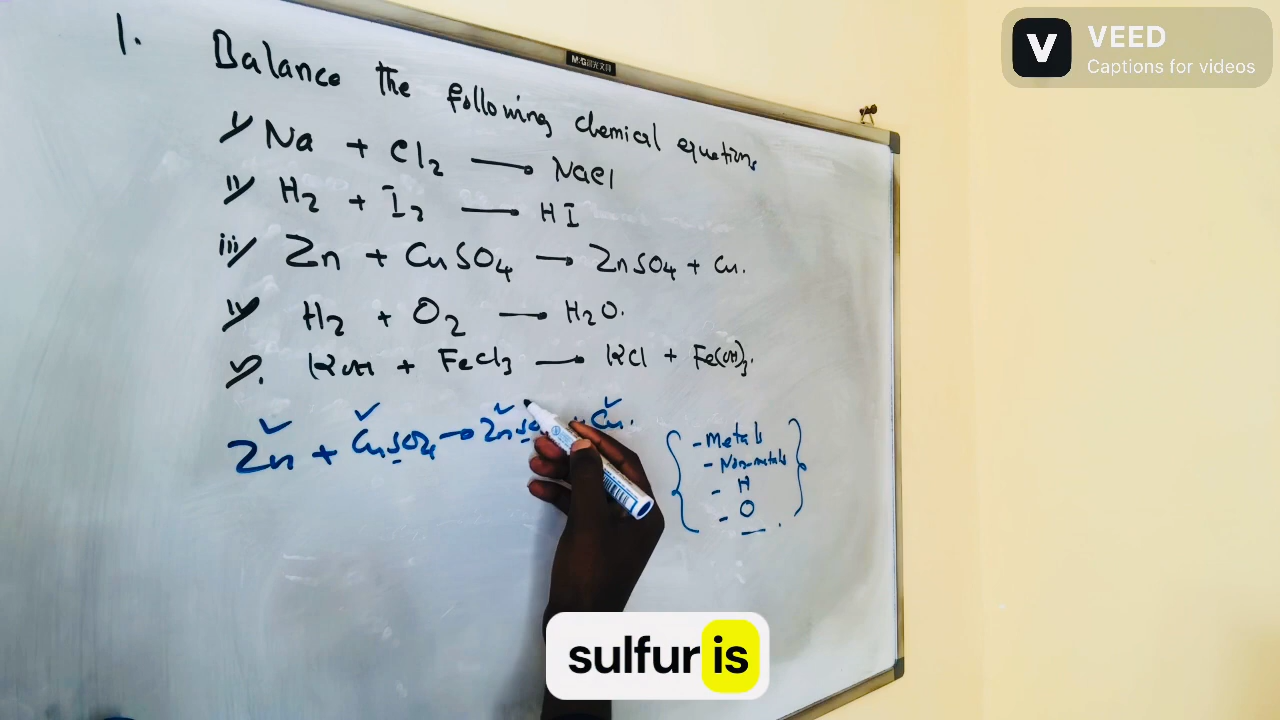 1. Balance the following chemical equations
i/ Na + Cl2 → NaCl
ii/ H2 + I2 → HI
iii/ Zn + CuSO4 → ZnSO4 + Cu.
iv/ H2 + O2 → H2O.
v/. KOH + FeCl3 → KCl + Fe(OH)3.
Zn + CuSO4 → ZnSO + Cu.
- Metals
- Non-metals
- H
- O
M&G
VEED
Captions for videos
sulfur is